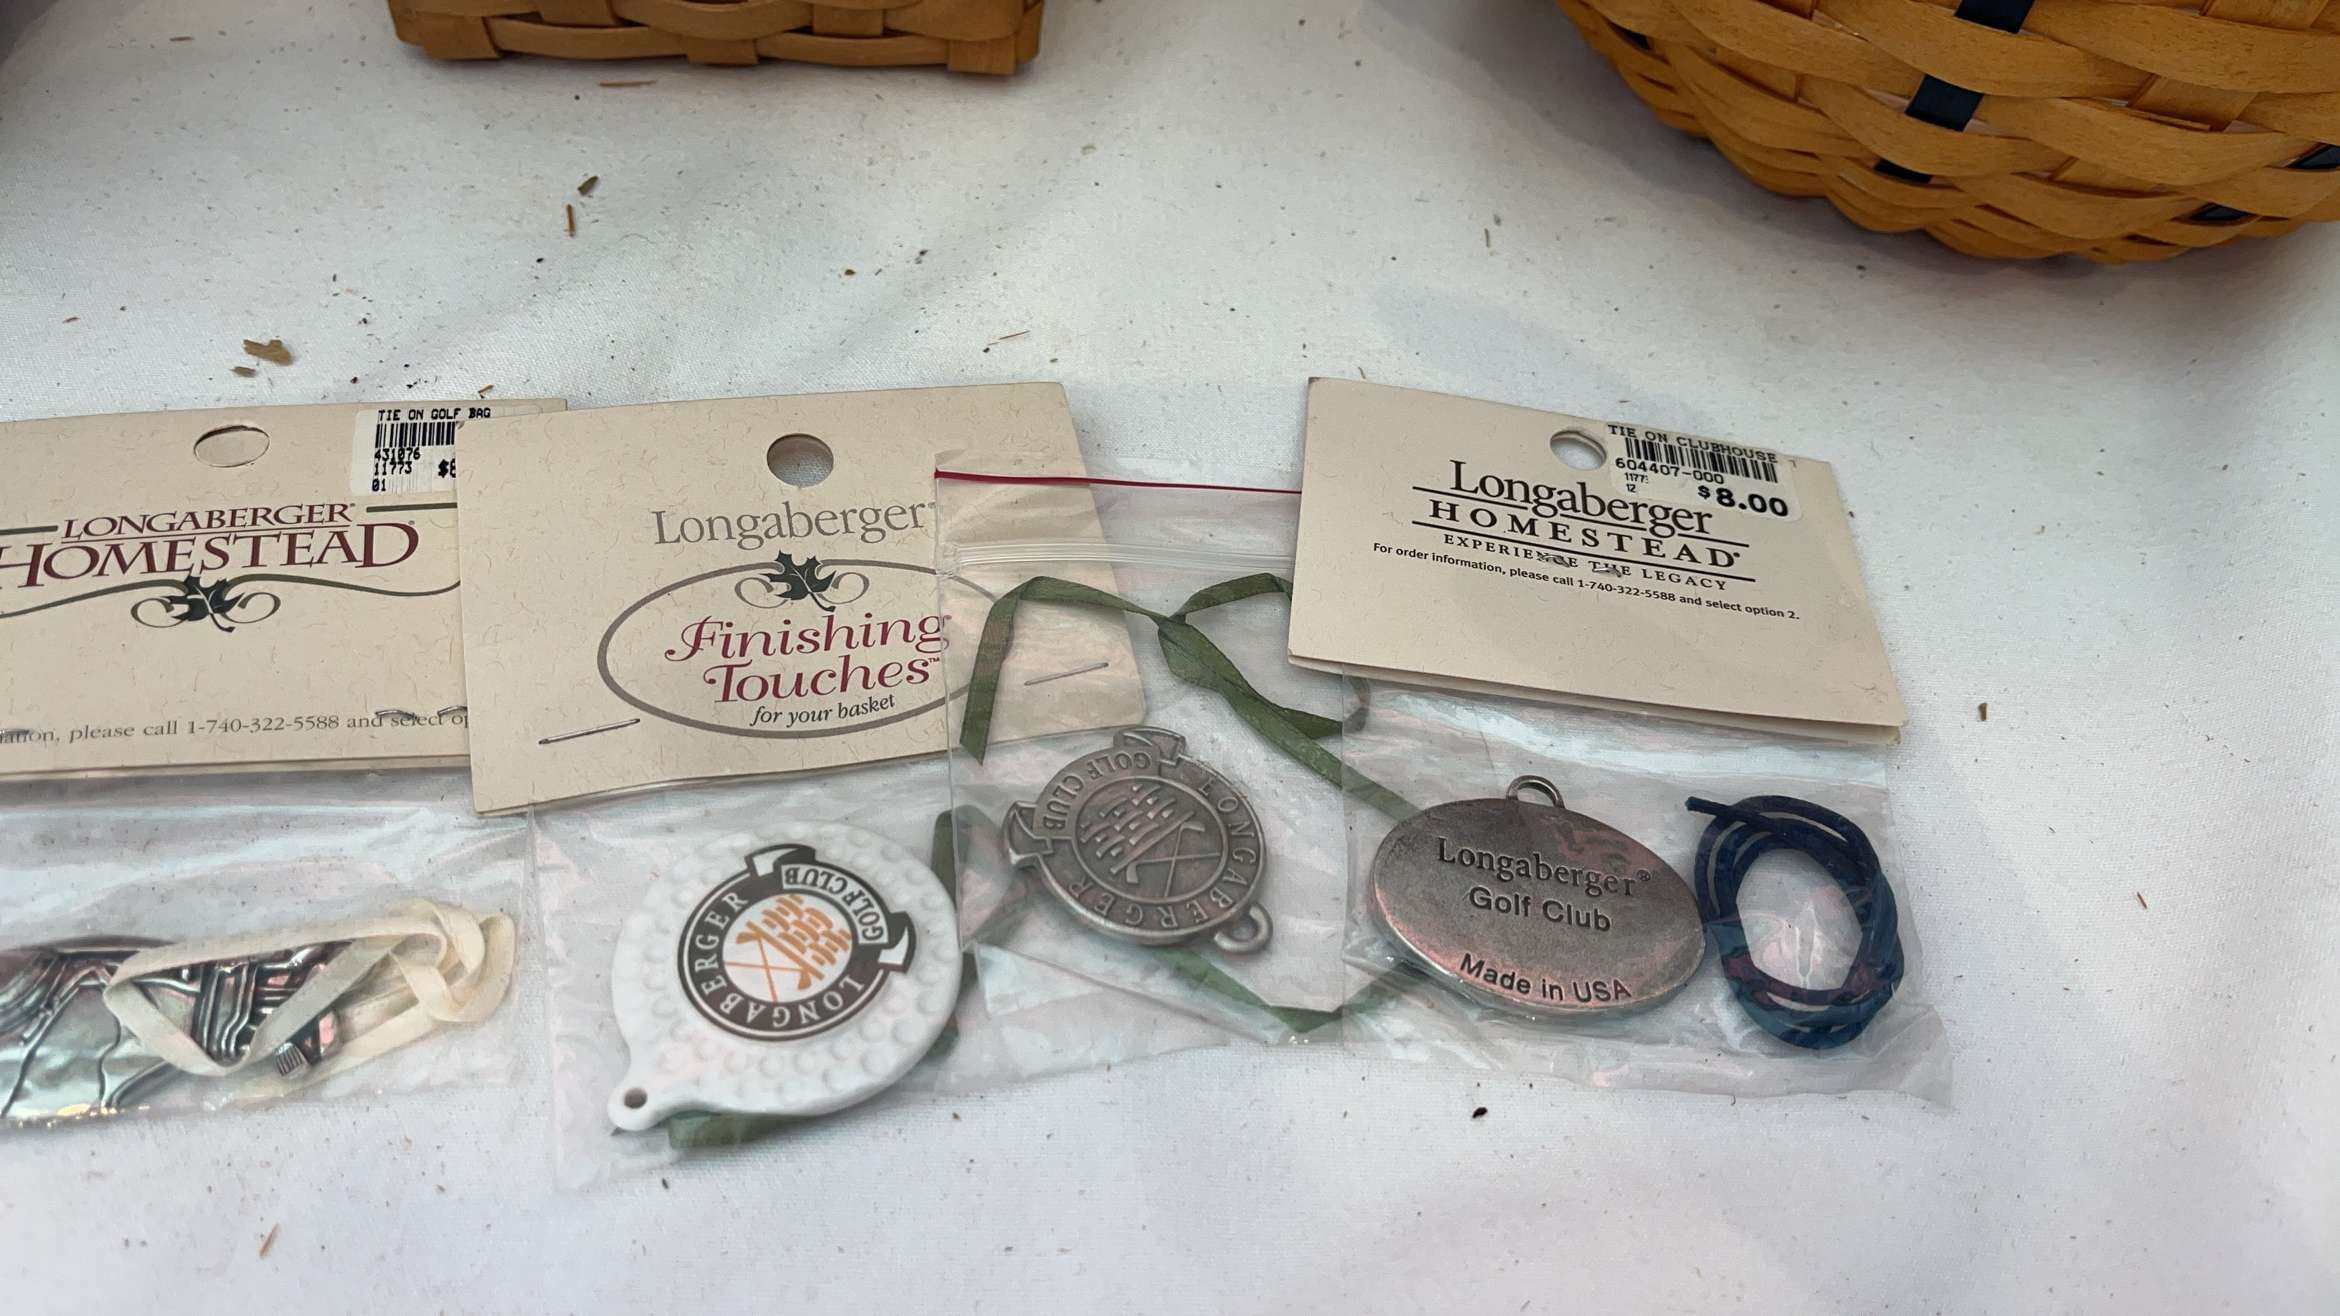 TIE ON GOLF BAG
431076
11773
01
LONGABERGER
HOMESTEAD®
please call 1-740-322-5588 and select
Longaberger
Finishing
Touches™
for your basket
GOLF CLUB
LONGABERGER
GOLF CLUB
LONGABERGER
TIE ON CLUBHOUSE
604407-000
1177
12
$8.00
Longaberger
HOMESTEAD®
EXPERIENCE THE LEGACY
For order information, please call 1-740-322-5588 and select option 2.
Longaberger®
Golf Club
Made in USA